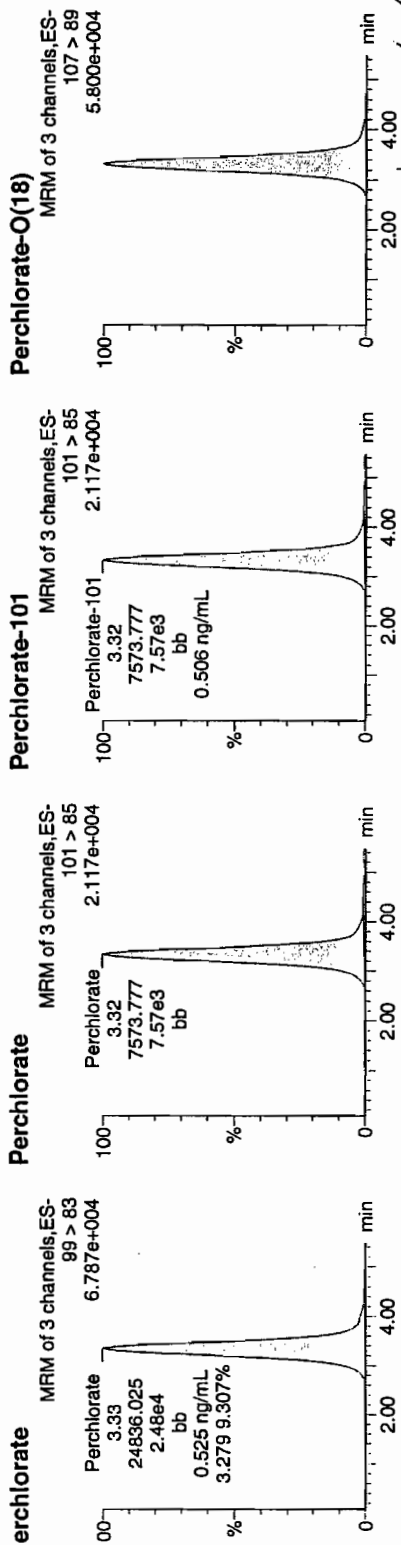 erchlorate
MRM of 3 channels,ES-
99 > 83
6.787e+004
Perchlorate
3.33
24836.025
2.48e4
bb
0.525 ng/mL
3.279 9.307%
00
%
0
2.00
4.00
min
Perchlorate
MRM of 3 channels,ES-
101 > 85
2.117e+004
Perchlorate
3.32
7573.777
7.57e3
bb
100
%
0
2.00
4.00
min
Perchlorate-101
MRM of 3 channels,ES-
101 > 85
2.117e+004
Perchlorate-101
3.32
7573.777
7.57e3
bb
0.506 ng/mL
100
%
0
2.00
4.00
min
Perchlorate-O(18)
MRM of 3 channels,ES-
107 > 89
5.800e+004
100
%
0
2.00
4.00
min